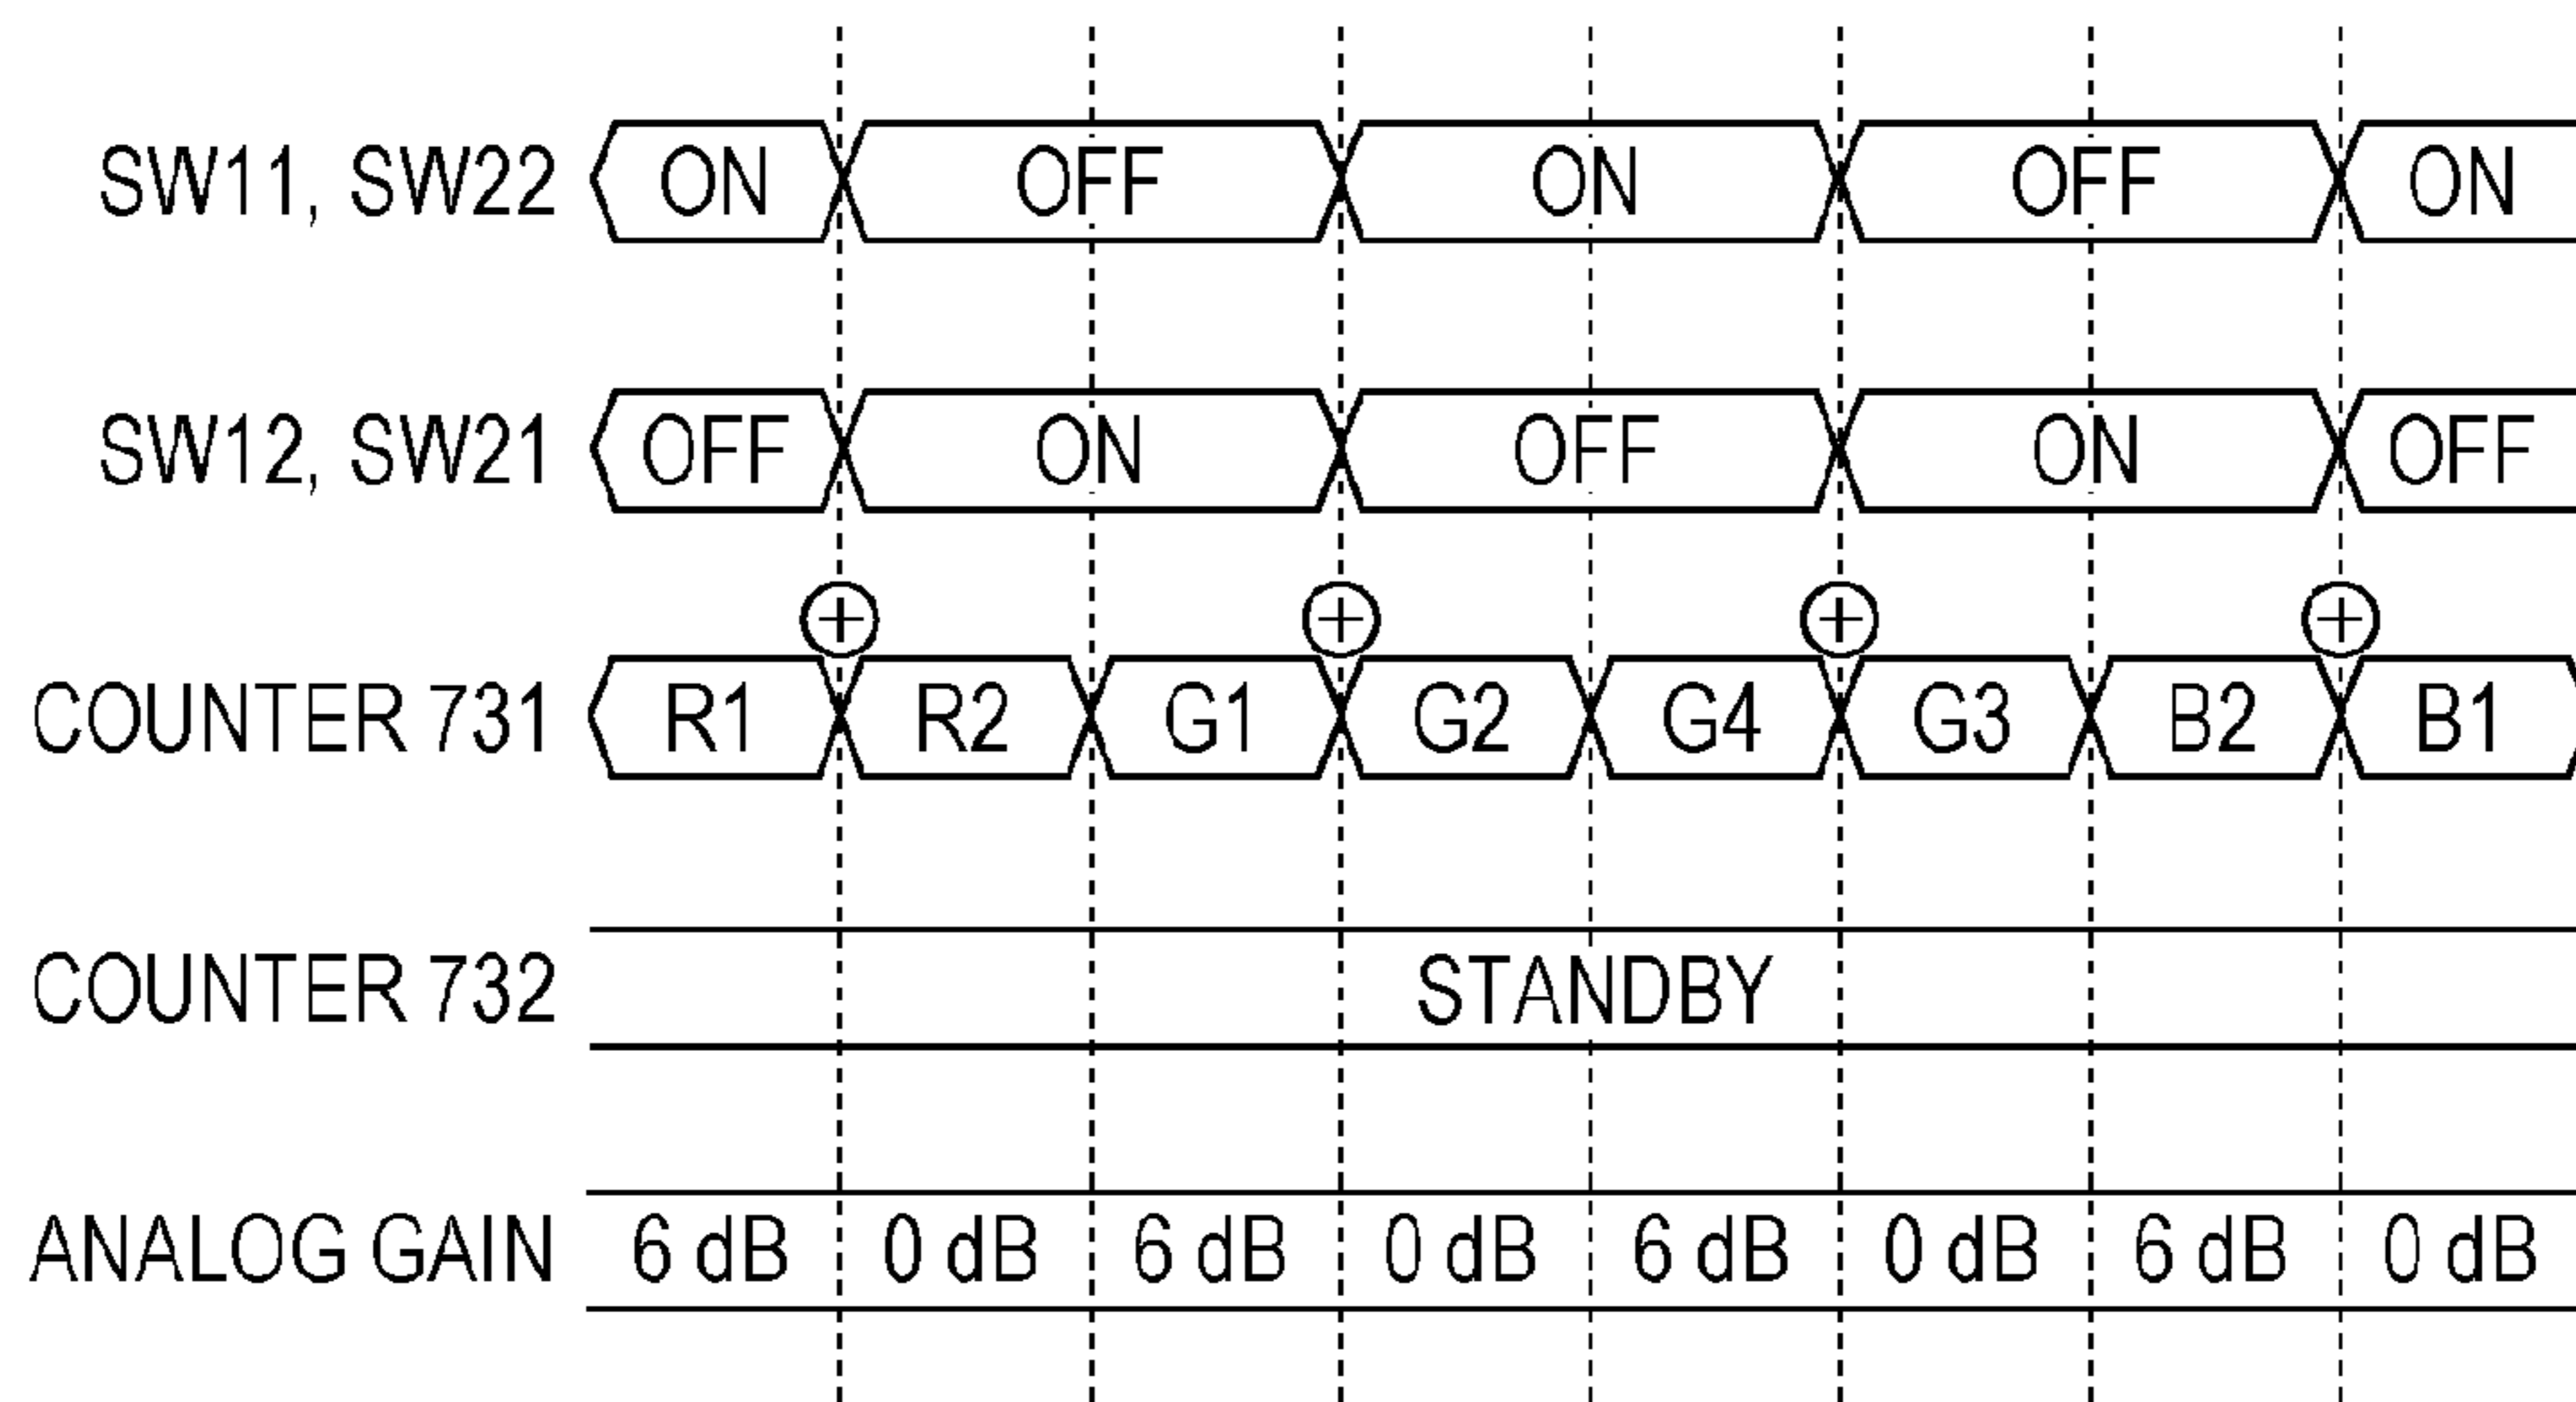 SW11, SW22 ON OFF ON OFF ON
SW12, SW21 OFF ON OFF ON OFF
+ + + +
COUNTER 731 R1 R2 G1 G2 G4 G3 B2 B1
COUNTER 732 STANDBY
ANALOG GAIN 6 dB 0 dB 6 dB 0 dB 6 dB 0 dB 6 dB 0 dB